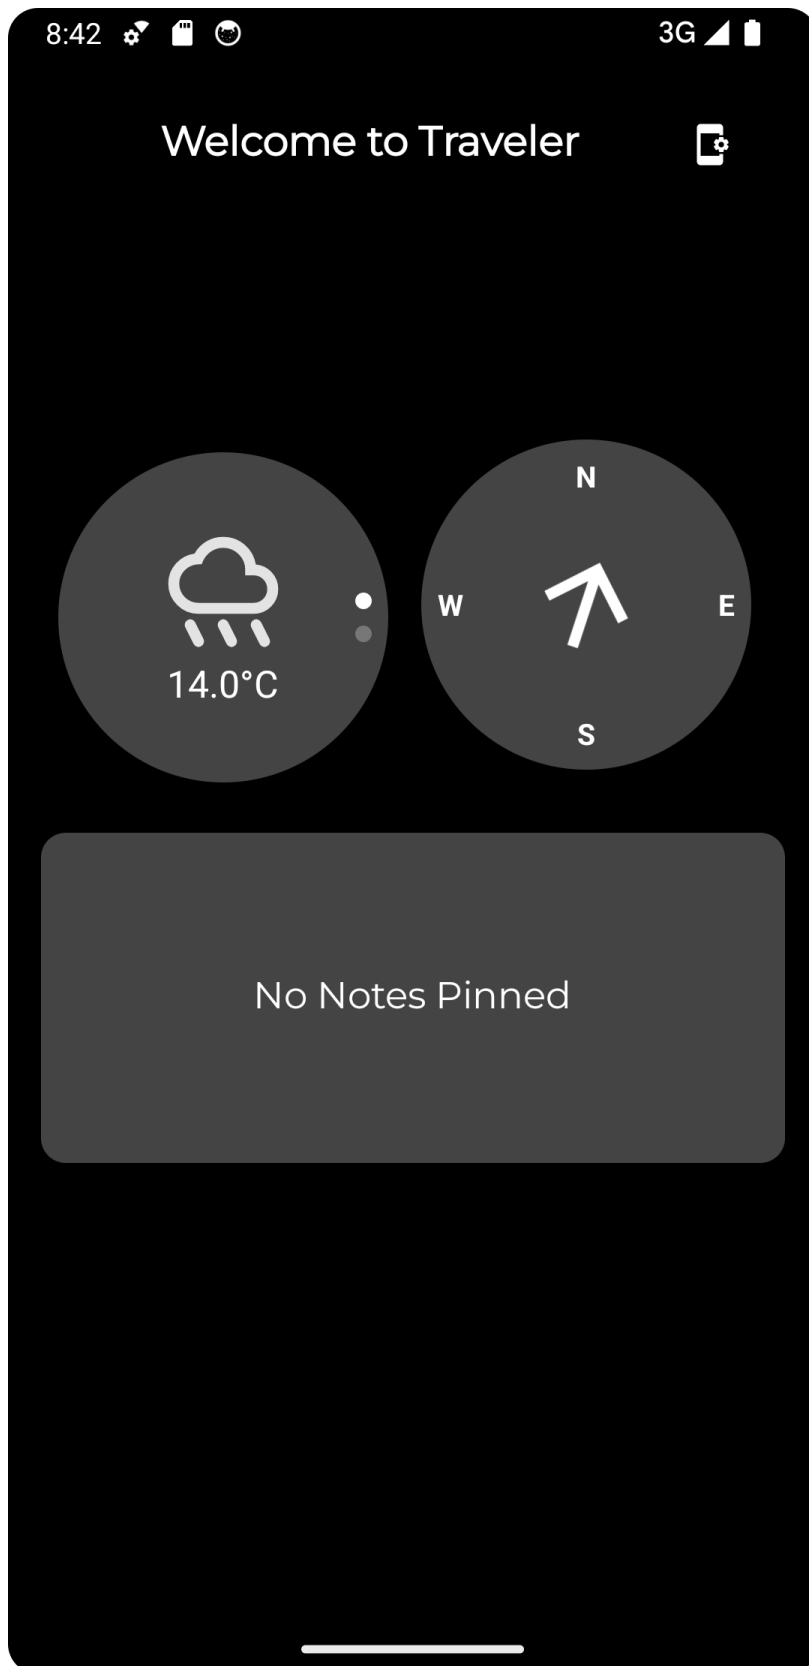 8:42 3G
Welcome to Traveler
14.0°C
N
W E
S
No Notes Pinned